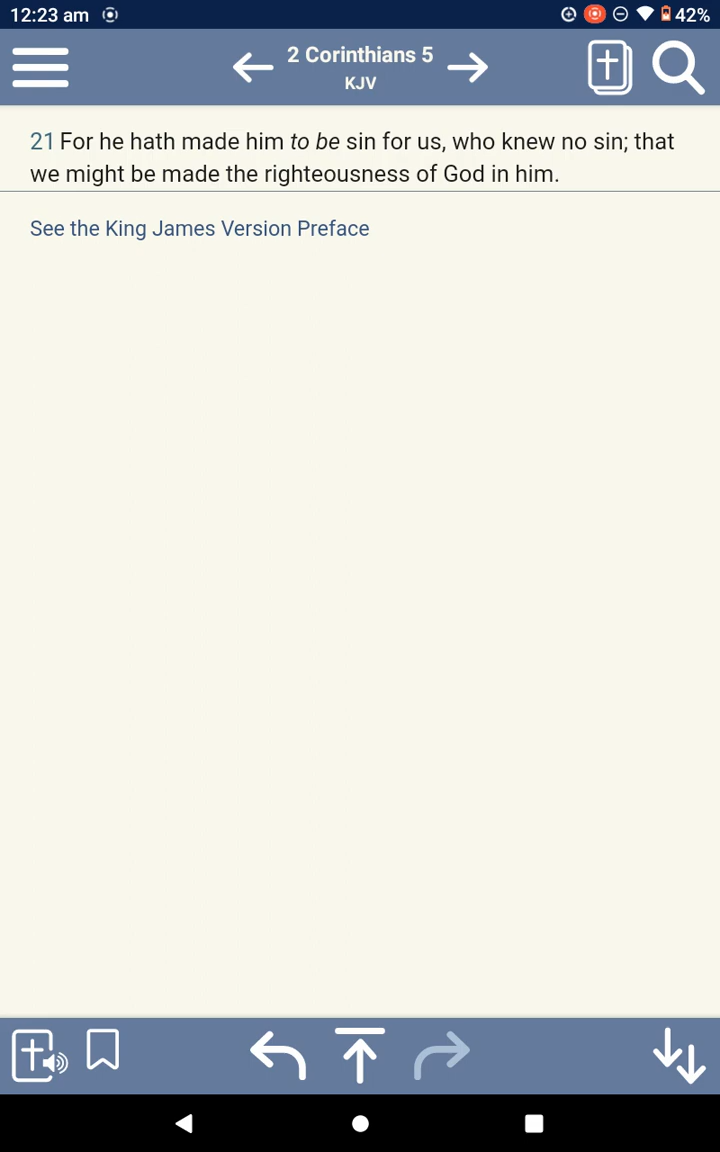 12:23 am
42%
2 Corinthians 5
KJV
21 For he hath made him to be sin for us, who knew no sin; that
we might be made the righteousness of God in him.
See the King James Version Preface